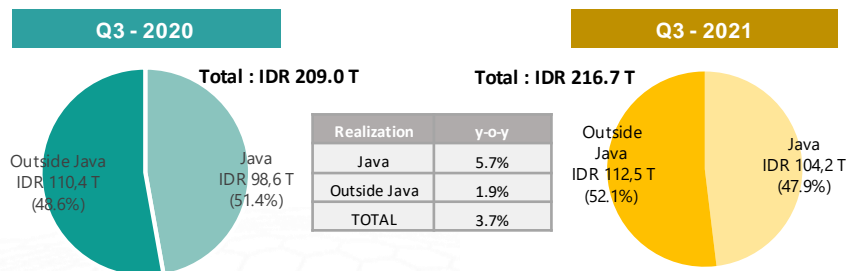 Q3 - 2020
Q3 - 2021
Total : IDR 209.0 T
Total : IDR 216.7 T
Outside Java
IDR 110,4 T
(48.6%)
Java
IDR 98,6 T
(51.4%)
Realization y-o-y
Java 5.7%
Outside Java 1.9%
TOTAL 3.7%
Outside
Java
IDR 112,5 T
(52.1%)
Java
IDR 104,2 T
(47.9%)